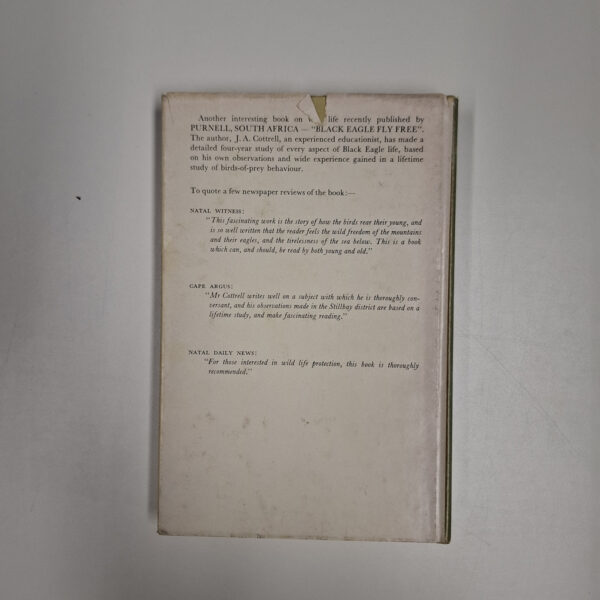 Another interesting book on life recently published by
PURNELL, SOUTH AFRICA — "BLACK EAGLE FLY FREE".
The author, J. A. Cottrell, an experienced educationist, has made a
detailed four-year study of every aspect of Black Eagle life, based
on his own observations and wide experience gained in a lifetime
study of birds-of-prey behaviour.
To quote a few newspaper reviews of the book:—
NATAL WITNESS:
"This fascinating work is the story of how the birds rear their young, and
is so well written that the reader feels the wild freedom of the mountains
and their eagles, and the tirelessness of the sea below. This is a book
which can, and should, be read by both young and old."
CAPE ARGUS:
"Mr Cottrell writes well on a subject with which he is thoroughly con-
versant, and his observations made in the Stillbay district are based on a
lifetime study, and make fascinating reading."
NATAL DAILY NEWS:
"For those interested in wild life protection, this book is thoroughly
recommended."